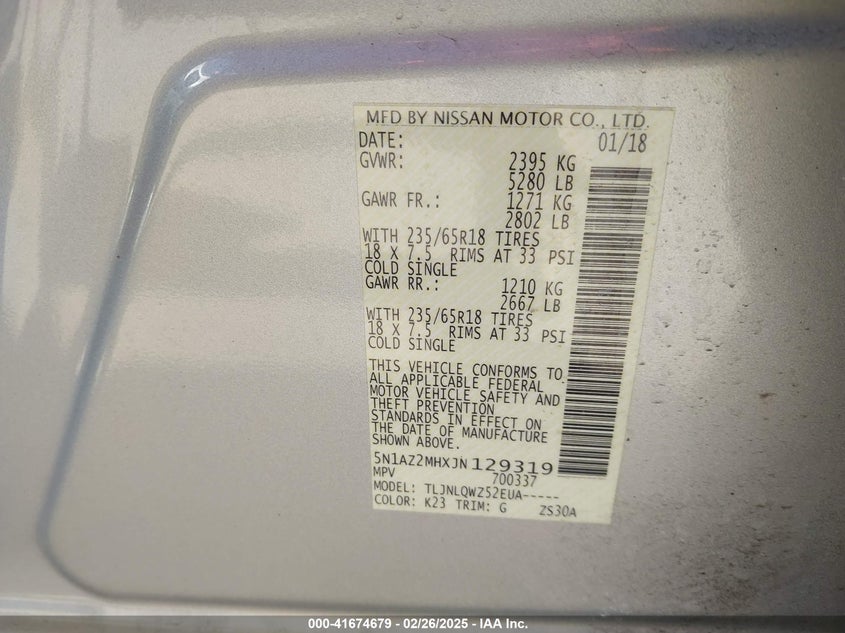 MFD BY NISSAN MOTOR CO., LTD.
DATE: 01/18
GVWR: 2395 KG
5280 LB
GAWR FR.: 1271 KG
2802 LB
WITH 235/65R18 TIRES
18 X 7.5 RIMS AT 33 PSI
COLD SINGLE
GAWR RR.: 1210 KG
2667 LB
WITH 235/65R18 TIRES
18 X 7.5 RIMS AT 33 PSI
COLD SINGLE
THIS VEHICLE CONFORMS TO
ALL APPLICABLE FEDERAL
MOTOR VEHICLE SAFETY AND
THEFT PREVENTION
STANDARDS IN EFFECT ON
THE DATE OF MANUFACTURE
SHOWN ABOVE.
5N1AZ2MHXJN129319
MPV 700337
MODEL: TLJNLQWZ52EUA-----
COLOR: K23 TRIM: G ZS30A
000-41674679 - 02/26/2025 - IAA Inc.